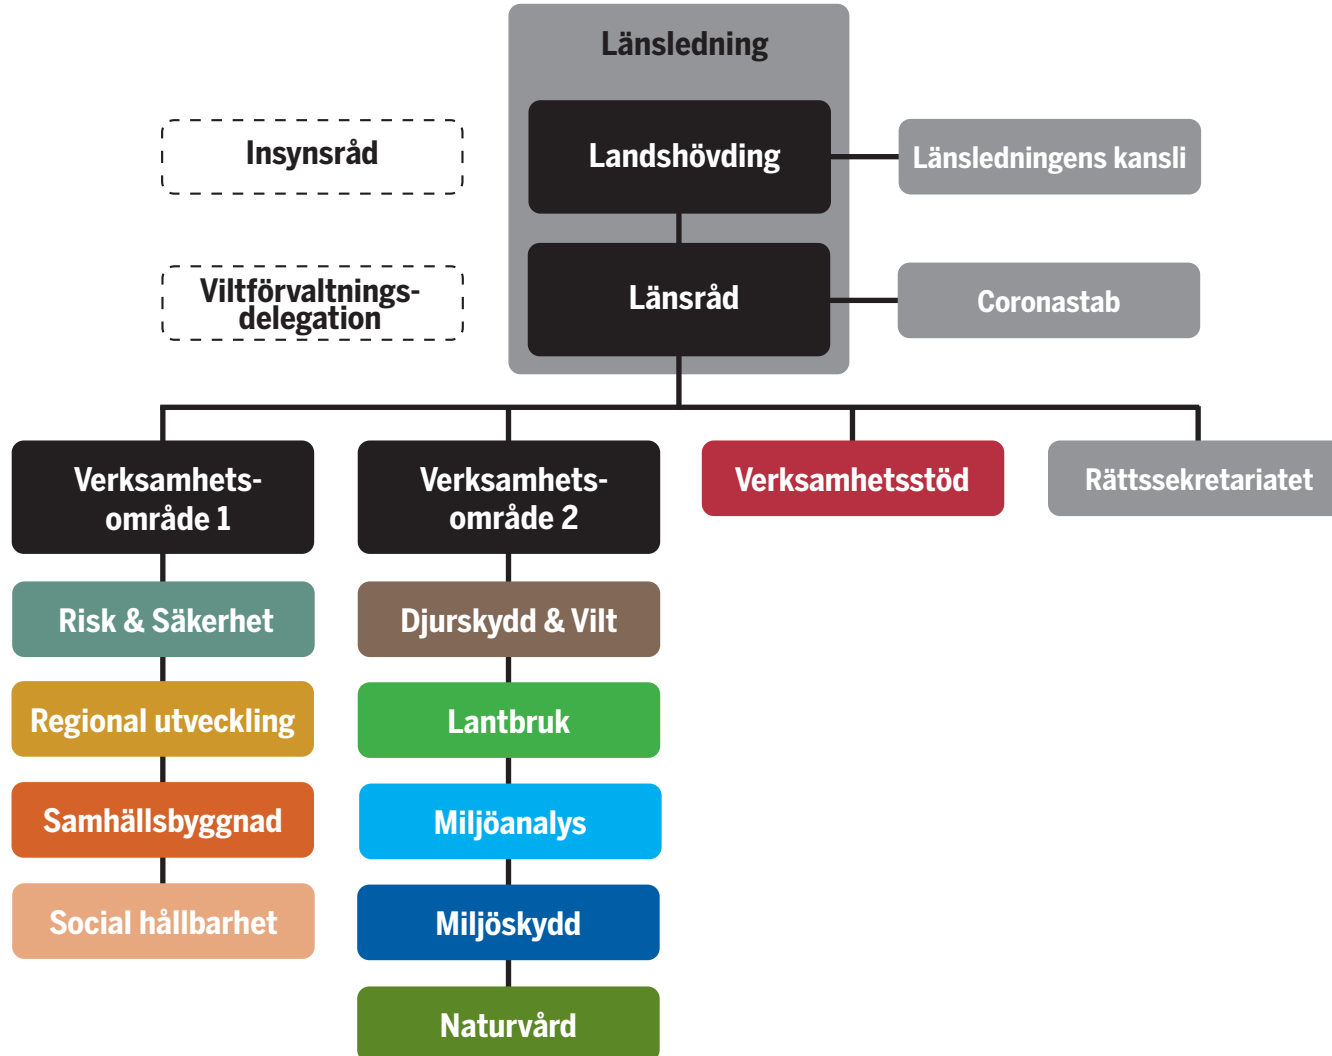 Länsledning
Insynsråd
Landshövding
Länsledningens kansli
Viltförvaltnings-
delegation
Länsråd
Coronastab
Verksamhets-
område 1
Verksamhets-
område 2
Verksamhetsstöd
Rättssekretariatet
Risk & Säkerhet
Djurskydd & Vilt
Regional utveckling
Lantbruk
Samhällsbyggnad
Miljöanalys
Social hållbarhet
Miljöskydd
Naturvård